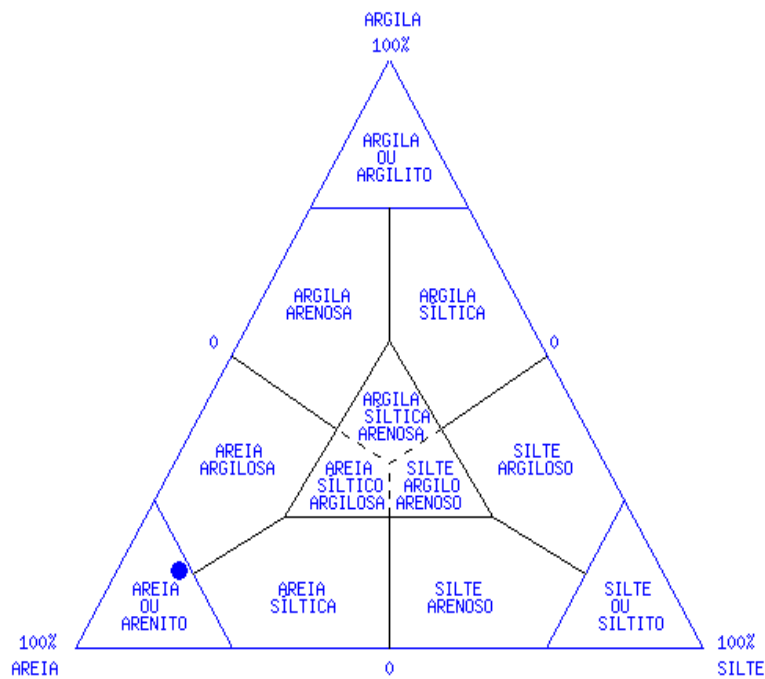 ARGILA
100%
ARGILA
OU
ARGILITO
ARGILA
ARENOSA
ARGILA
SÍLTICA
0
0
ARGILA
SÍLTICA
ARENOSA
AREIA
ARGILOSA
SILTE
ARGILOSO
AREIA
SÍLTICO
ARGILOSA
SILTE
ARGILO
ARENOSO
AREIA
OU
ARENITO
AREIA
SÍLTICA
SILTE
ARENOSO
SILTE
OU
SILTITO
100%
AREIA
0
100%
SILTE